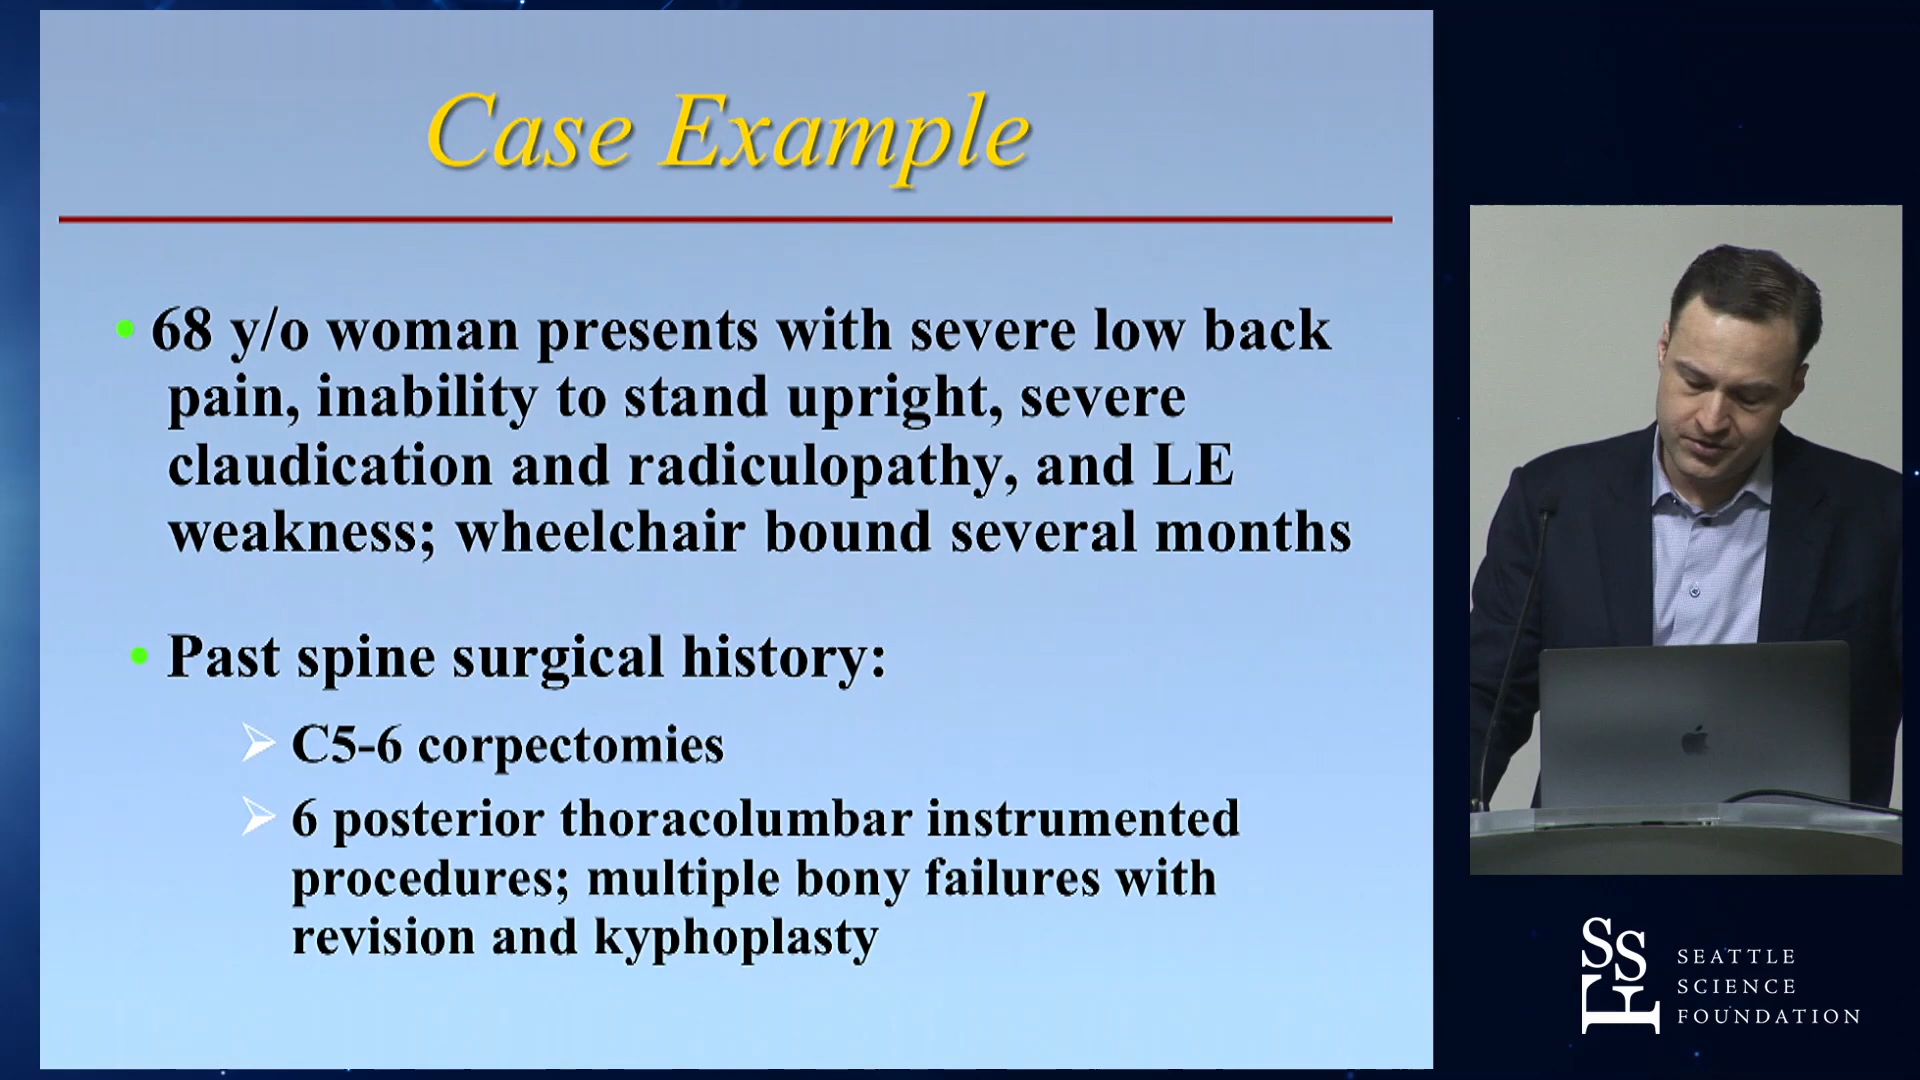 Case Example
• 68 y/o woman presents with severe low back
pain, inability to stand upright, severe
claudication and radiculopathy, and LE
weakness; wheelchair bound several months
• Past spine surgical history:
➢ C5-6 corpectomies
➢ 6 posterior thoracolumbar instrumented
procedures; multiple bony failures with
revision and kyphoplasty
SSF
SEATTLE
SCIENCE
FOUNDATION